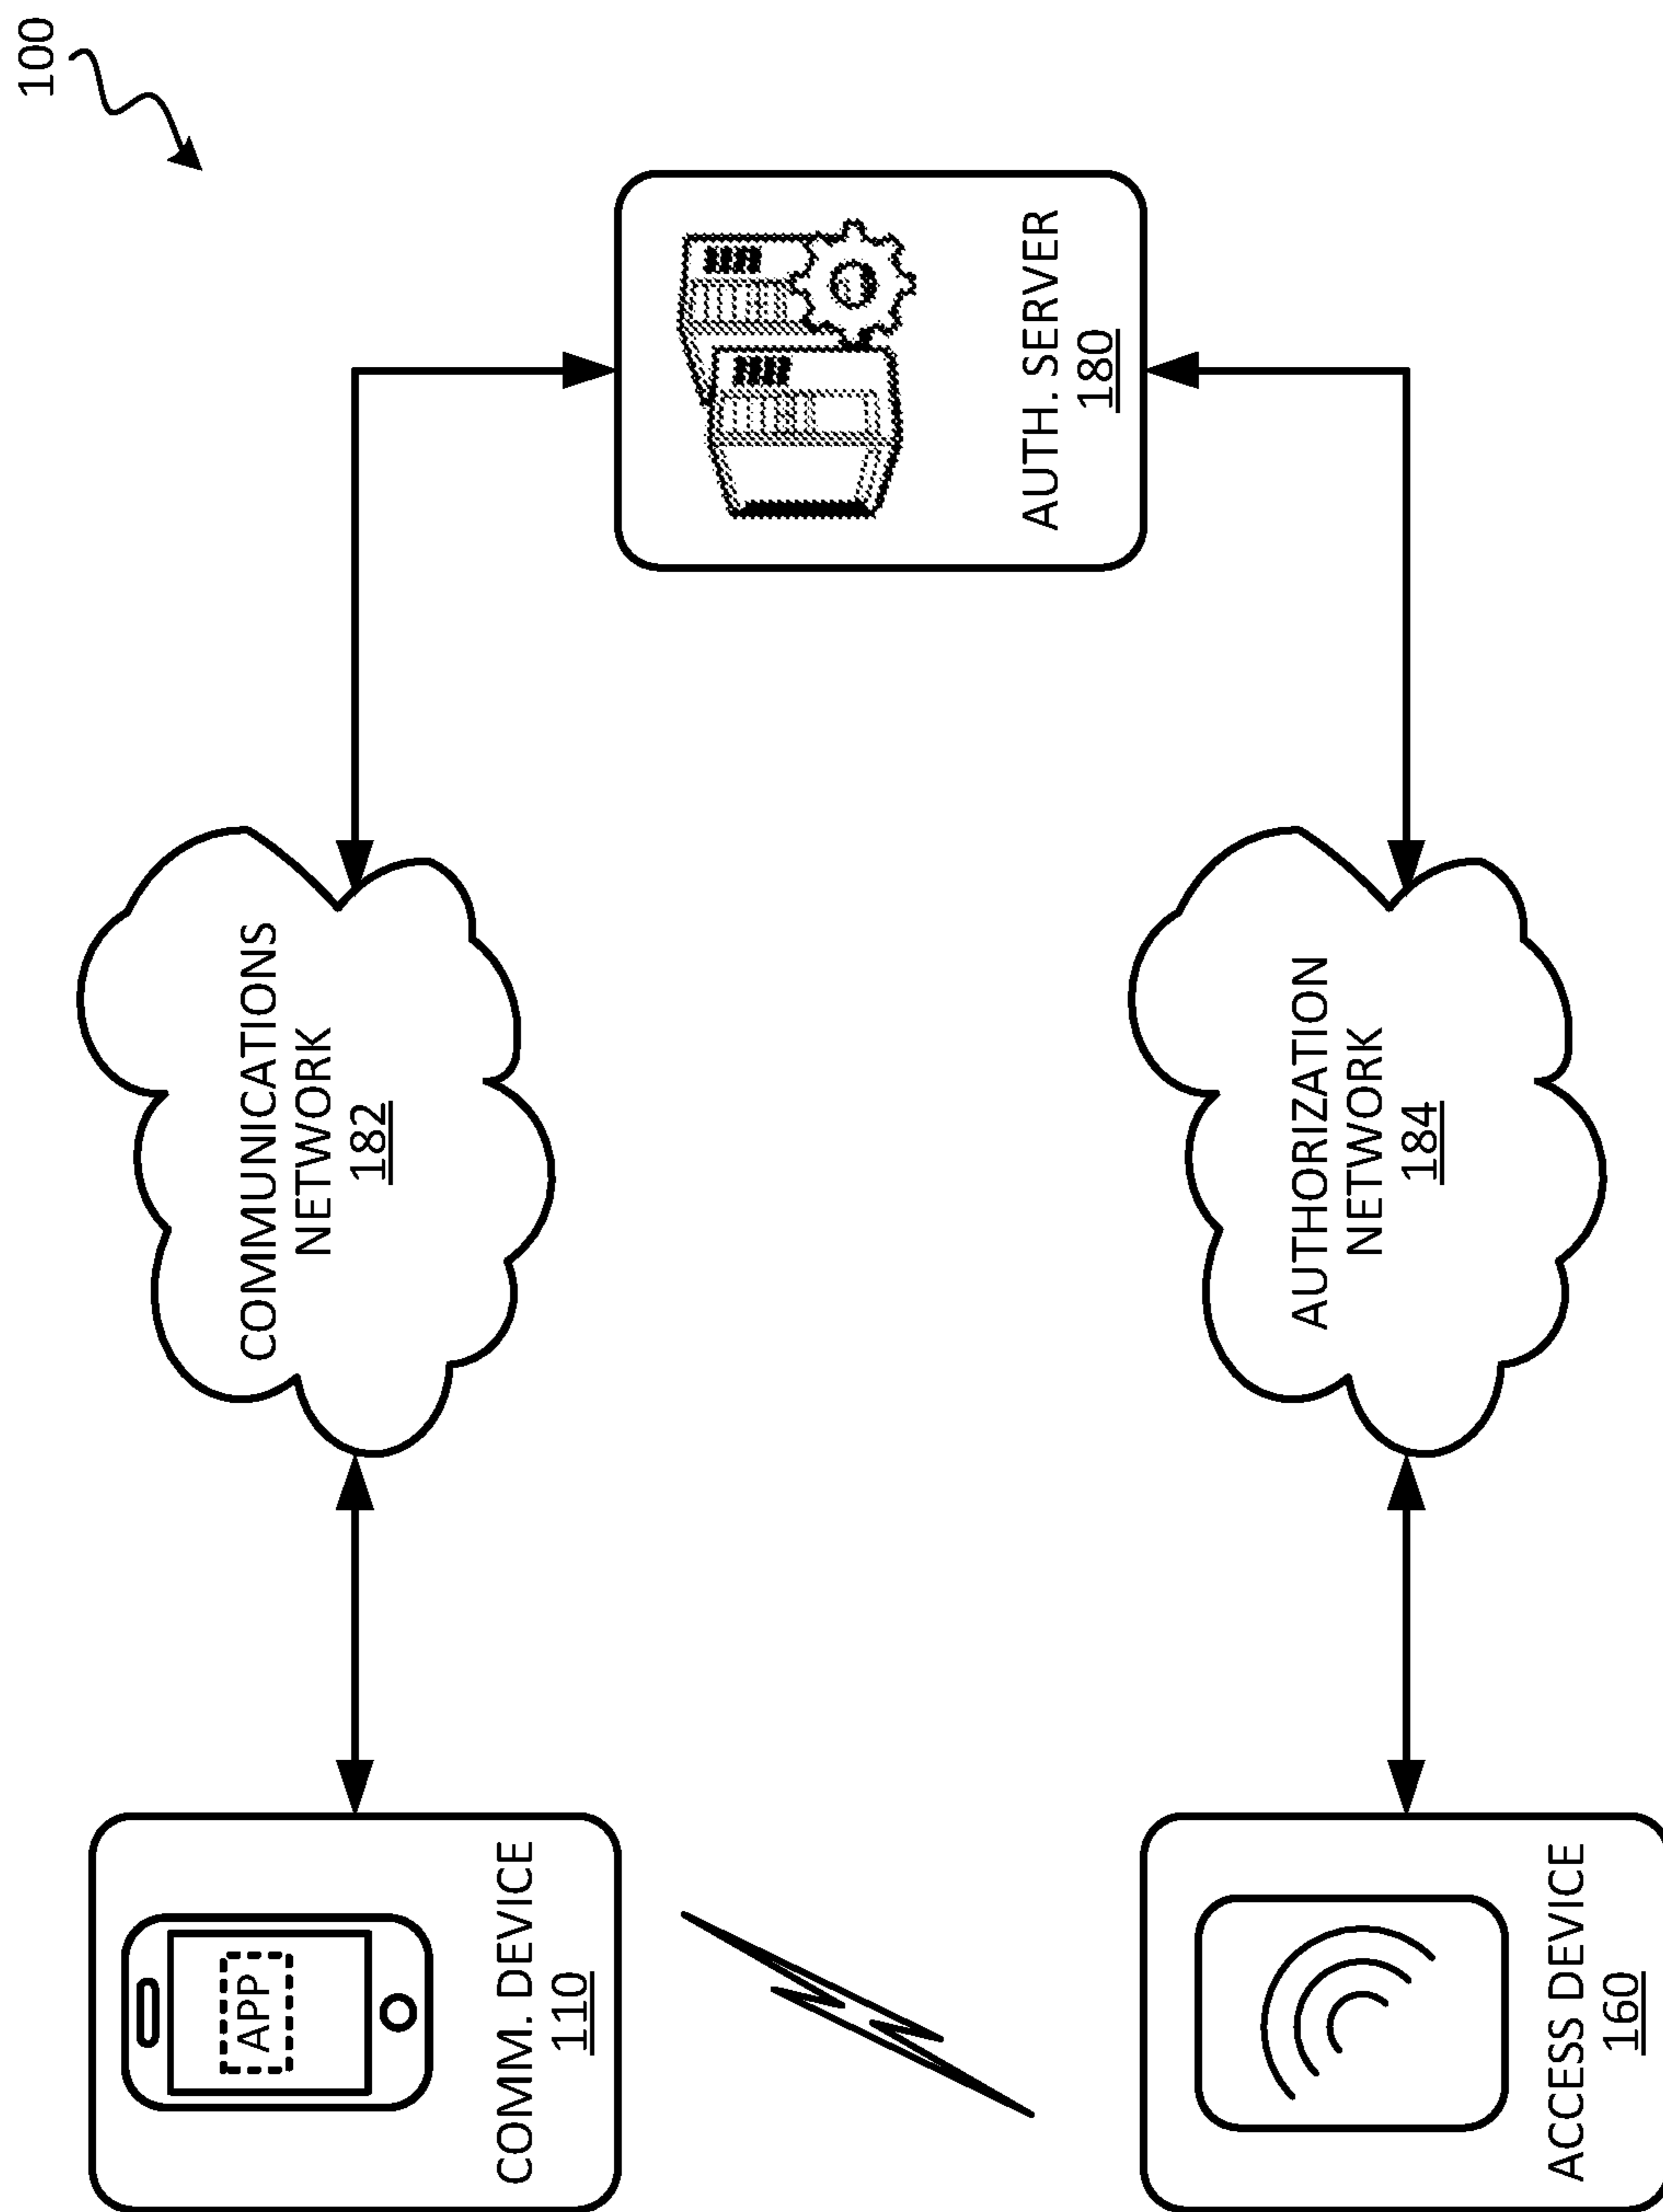 100
APP
COMM. DEVICE
110
COMMUNICATIONS
NETWORK
182
AUTH. SERVER
180
ACCESS DEVICE
160
AUTHORIZATION
NETWORK
184